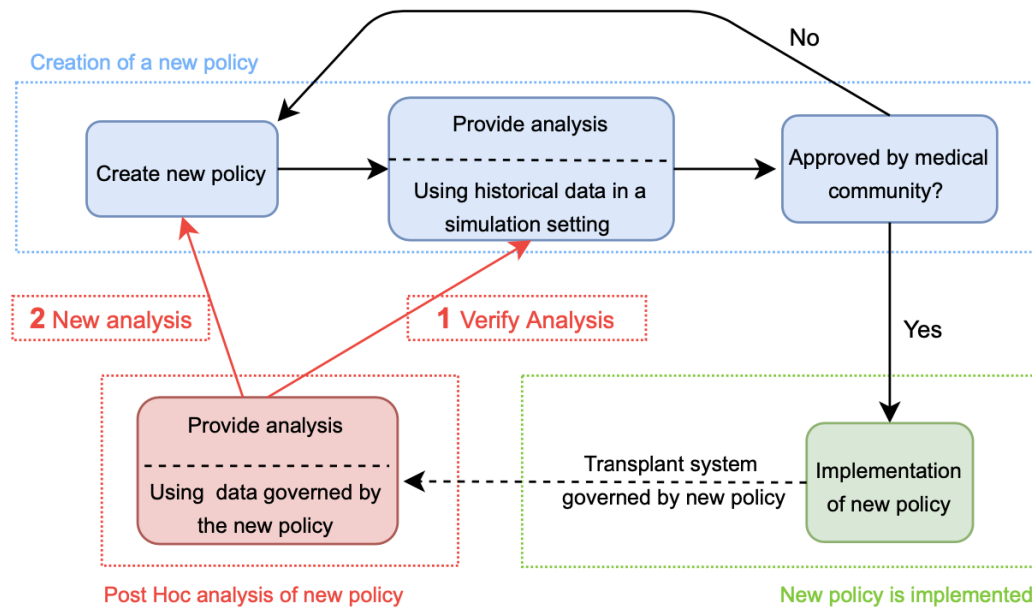 No
Creation of a new policy
Create new policy
Provide analysis
Using historical data in a
simulation setting
Approved by medical
community?
2 New analysis
1 Verify Analysis
Yes
Provide analysis
Using data governed by
the new policy
Transplant system
governed by new policy
Implementation
of new policy
Post Hoc analysis of new policy
New policy is implemented